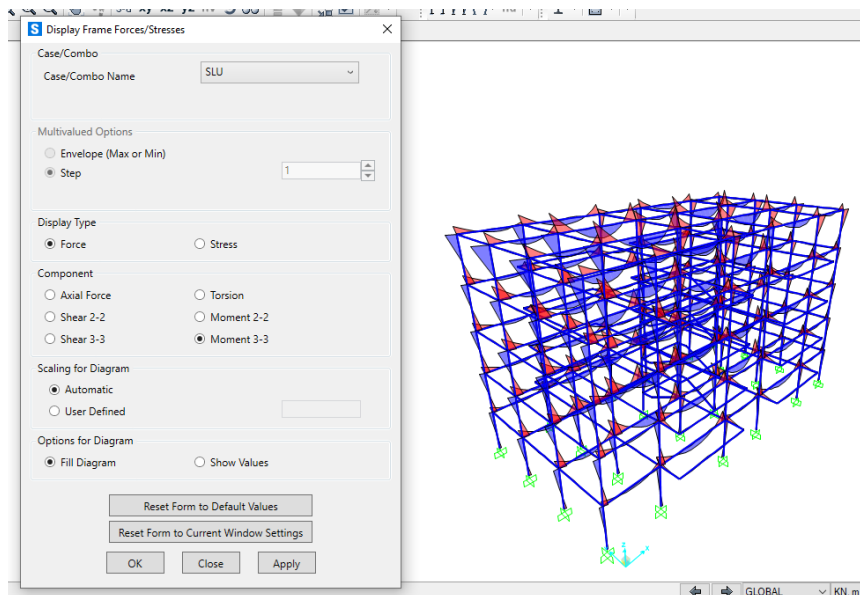 S Display Frame Forces/Stresses
Case/Combo
Case/Combo Name SLU
Multivalued Options
Envelope (Max or Min)
Step 1
Display Type
Force Stress
Component
Axial Force Torsion
Shear 2-2 Moment 2-2
Shear 3-3 Moment 3-3
Scaling for Diagram
Automatic
User Defined
Options for Diagram
Fill Diagram Show Values
Reset Form to Default Values
Reset Form to Current Window Settings
OK Close Apply
GLOBAL KN, m